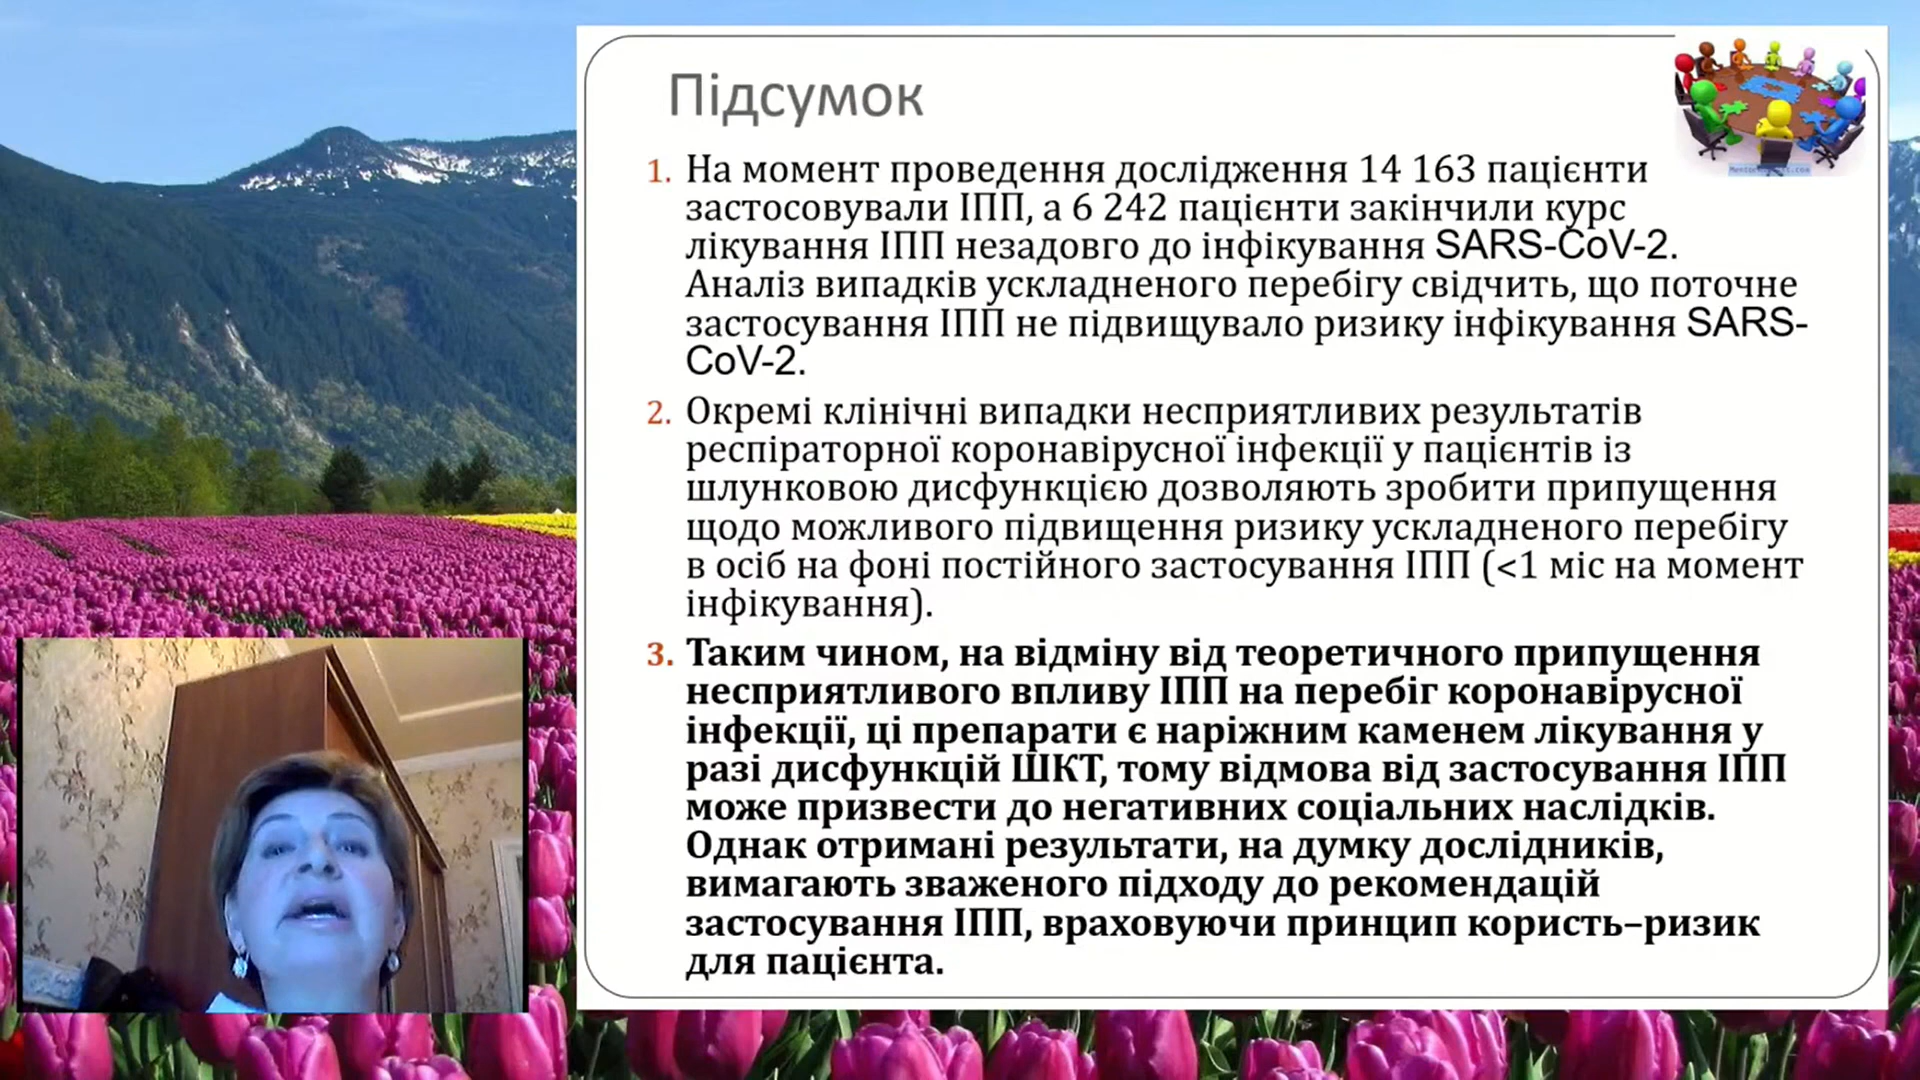 Підсумок
1. На момент проведення дослідження 14 163 пацієнти
застосовували ІПП, а 6 242 пацієнти закінчили курс
лікування ІПП незадовго до інфікування SARS-CoV-2.
Аналіз випадків ускладненого перебігу свідчить, що поточне
застосування ІПП не підвищувало ризику інфікування SARS-
CoV-2.
2. Окремі клінічні випадки несприятливих результатів
респіраторної коронавірусної інфекції у пацієнтів із
шлунковою дисфункцією дозволяють зробити припущення
щодо можливого підвищення ризику ускладненого перебігу
в осіб на фоні постійного застосування ІПП (<1 міс на момент
інфікування).
3. Таким чином, на відміну від теоретичного припущення
несприятливого впливу ІПП на перебіг коронавірусної
інфекції, ці препарати є наріжним каменем лікування у
разі дисфункцій ШКТ, тому відмова від застосування ІПП
може призвести до негативних соціальних наслідків.
Однак отримані результати, на думку дослідників,
вимагають зваженого підходу до рекомендацій
застосування ІПП, враховуючи принцип користь–ризик
для пацієнта.